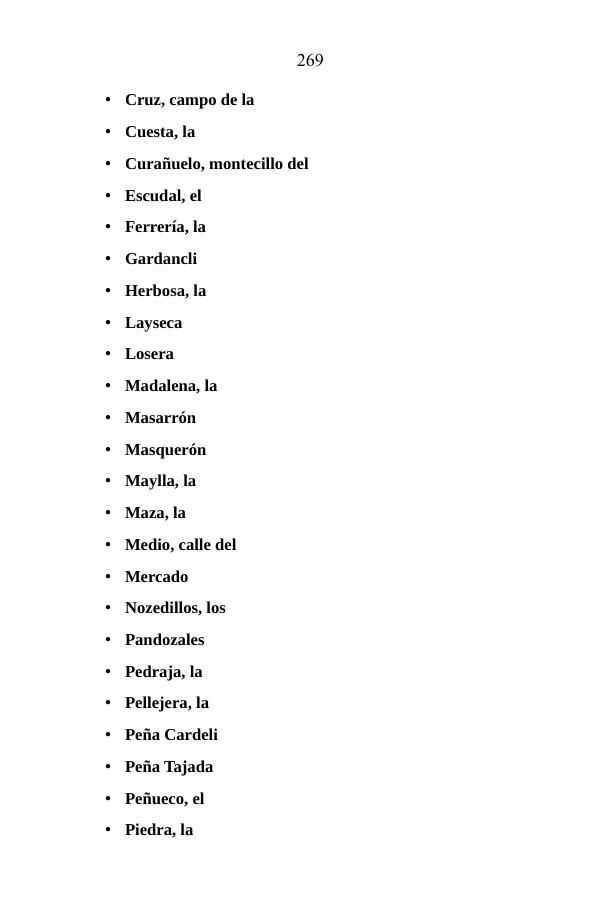 269
• Cruz, campo de la
• Cuesta, la
• Curañuelo, montecillo del
• Escudal, el
• Ferrería, la
• Gardancli
• Herbosa, la
• Layseca
• Losera
• Madalena, la
• Masarrón
• Masquerón
• Maylla, la
• Maza, la
• Medio, calle del
• Mercado
• Nozedillos, los
• Pandozales
• Pedraja, la
• Pellejera, la
• Peña Cardeli
• Peña Tajada
• Peñueco, el
• Piedra, la